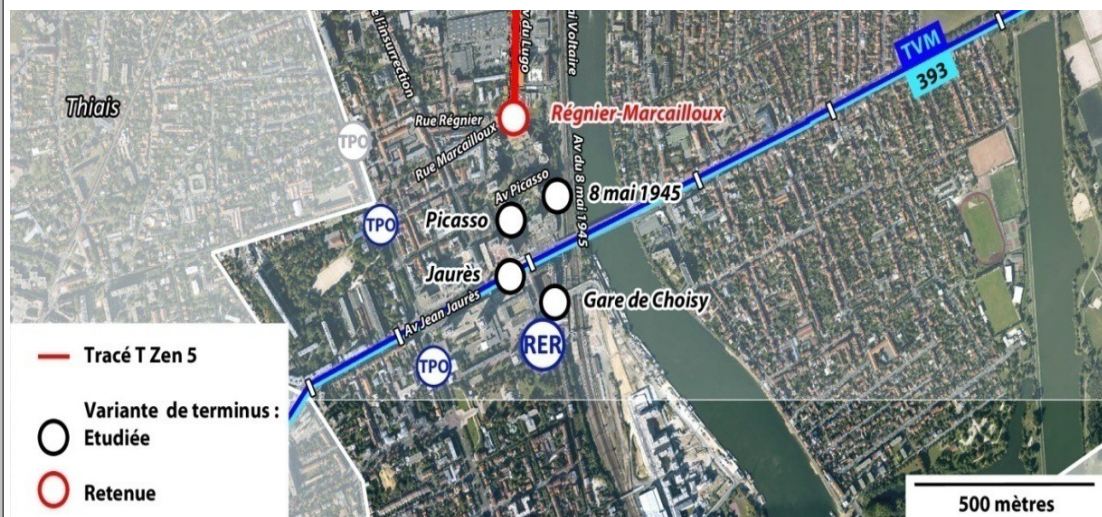 de l'insurrection
Av du Lugo
ai Voltaire
TVM
393
Thiais
TPO
Rue Régnier
Rue Marcailloux
Régnier-Marcailloux
Av Picasso
8 mai 1945
Av du 8 mai 1945
TPO
Picasso
Jaurès
Gare de Choisy
Av Jean Jaurès
RER
TPO
Tracé T Zen 5
Variante de terminus :
Etudiée
Retenue
500 mètres